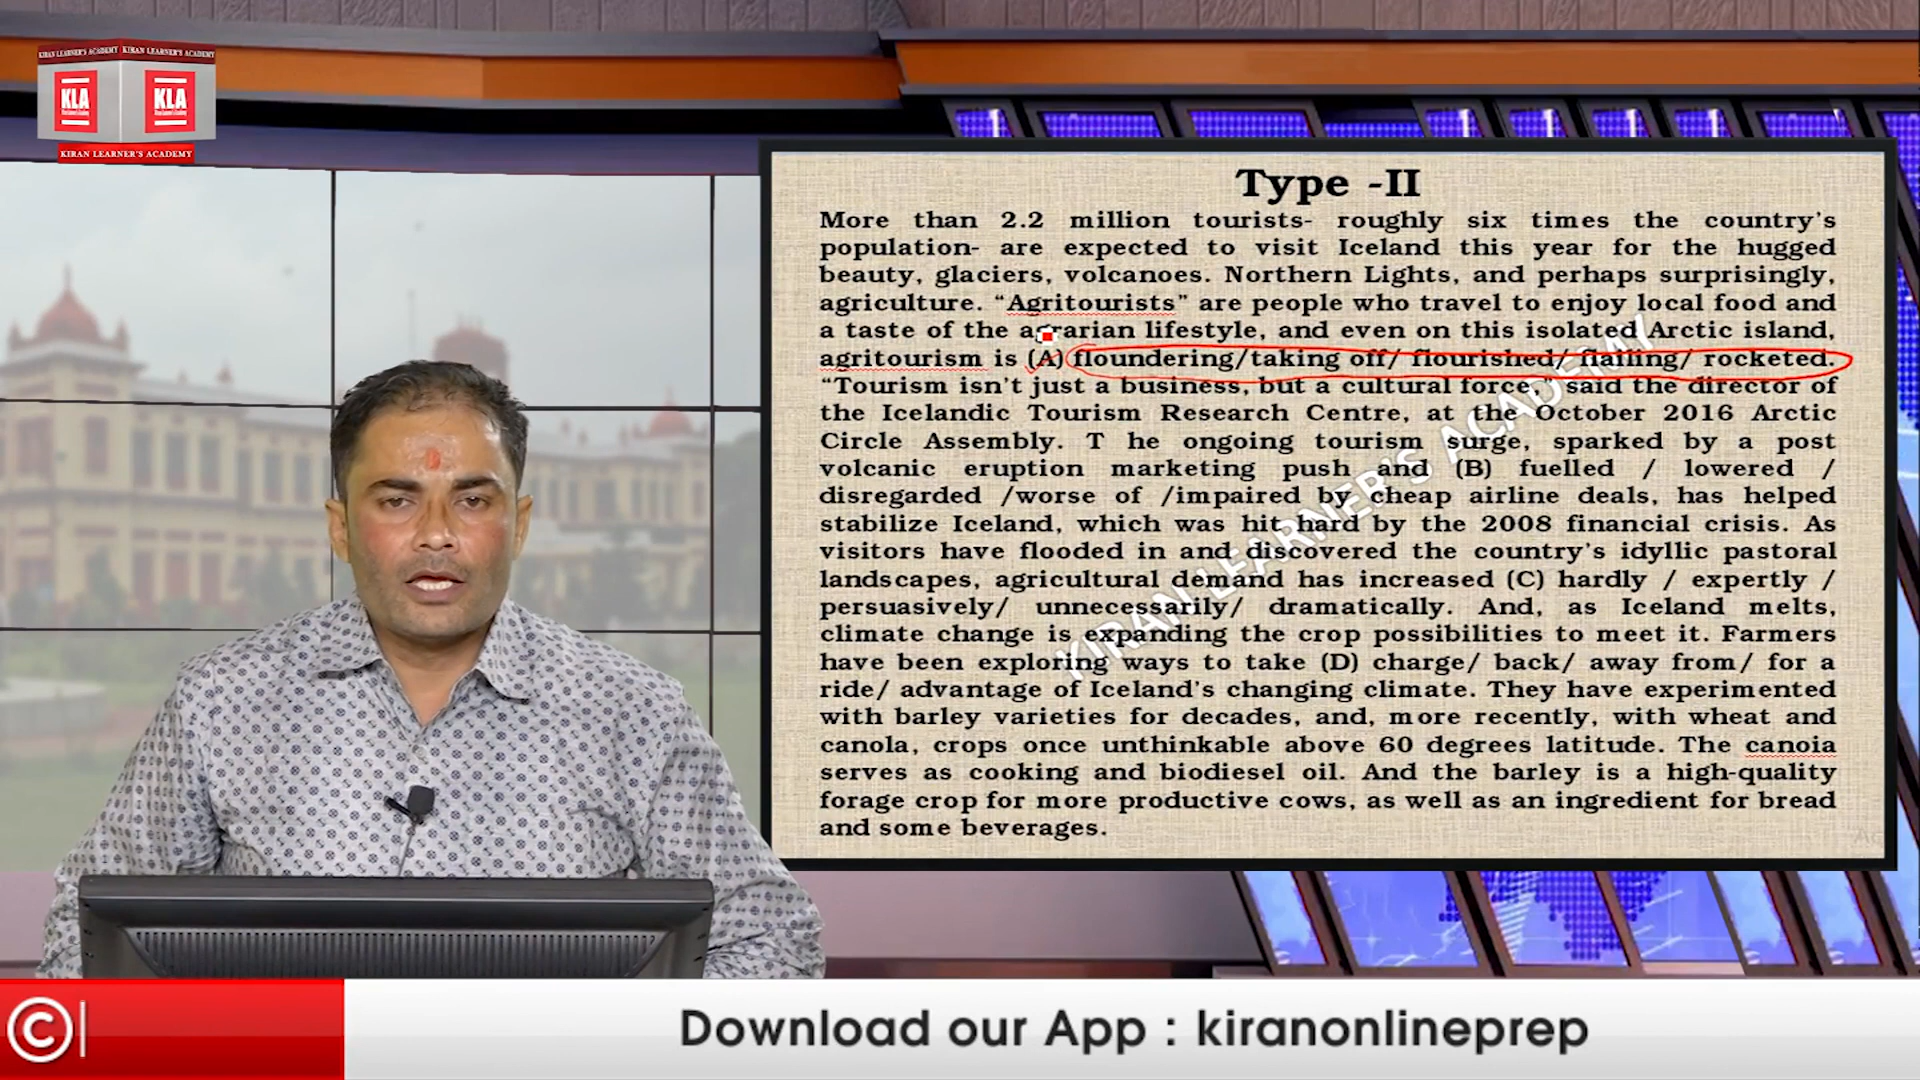 KIRAN LEARNER'S ACADEMY KIRAN LEARNER'S ACADEMY
KLA KLA
KIRAN LEARNER'S ACADEMY
Type -II
More than 2.2 million tourists- roughly six times the country's
population- are expected to visit Iceland this year for the hugged
beauty, glaciers, volcanoes. Northern Lights, and perhaps surprisingly,
agriculture. “Agritourists” are people who travel to enjoy local food and
a taste of the agrarian lifestyle, and even on this isolated Arctic island,
agritourism is (A) floundering/taking off/ flourished/ flailing/ rocketed.
“Tourism isn't just a business, but a cultural force,” said the director of
the Icelandic Tourism Research Centre, at the October 2016 Arctic
Circle Assembly. T he ongoing tourism surge, sparked by a post
volcanic eruption marketing push and (B) fuelled / lowered /
disregarded /worse of /impaired by cheap airline deals, has helped
stabilize Iceland, which was hit hard by the 2008 financial crisis. As
visitors have flooded in and discovered the country's idyllic pastoral
landscapes, agricultural demand has increased (C) hardly / expertly /
persuasively/ unnecessarily/ dramatically. And, as Iceland melts,
climate change is expanding the crop possibilities to meet it. Farmers
have been exploring ways to take (D) charge/ back/ away from/ for a
ride/ advantage of Iceland's changing climate. They have experimented
with barley varieties for decades, and, more recently, with wheat and
canola, crops once unthinkable above 60 degrees latitude. The canoia
serves as cooking and biodiesel oil. And the barley is a high-quality
forage crop for more productive cows, as well as an ingredient for bread
and some beverages.
KIRAN LEARNER'S ACADEMY
©
Download our App : kiranonlineprep